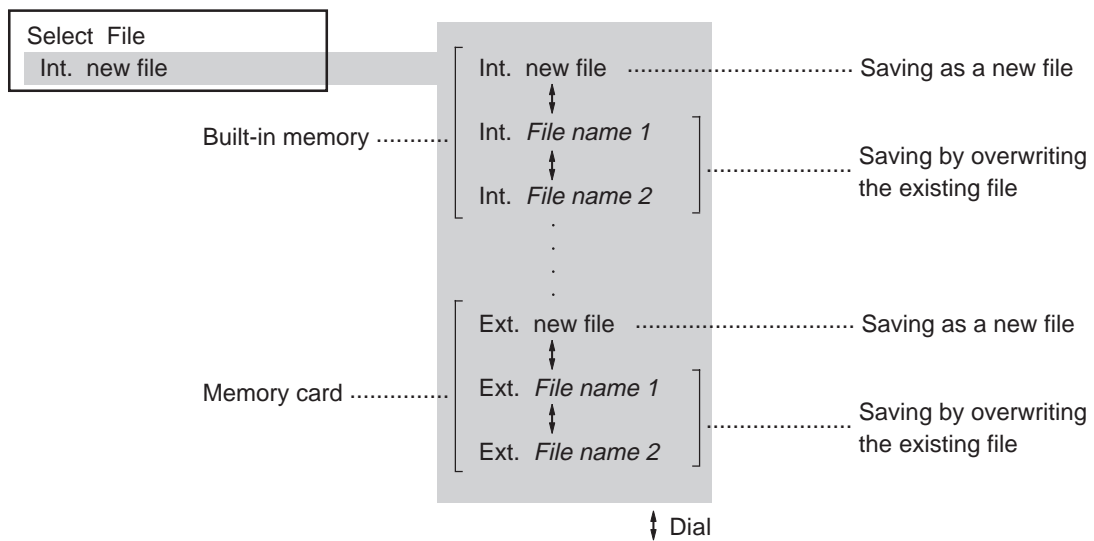 Select File
Int. new file
Int. new file ............ Saving as a new file
Built-in memory ...........
Int. File name 1
Int. File name 2
Saving by overwriting
the existing file
Ext. new file ............ Saving as a new file
Memory card ..............
Ext. File name 1
Ext. File name 2
Saving by overwriting
the existing file
Dial